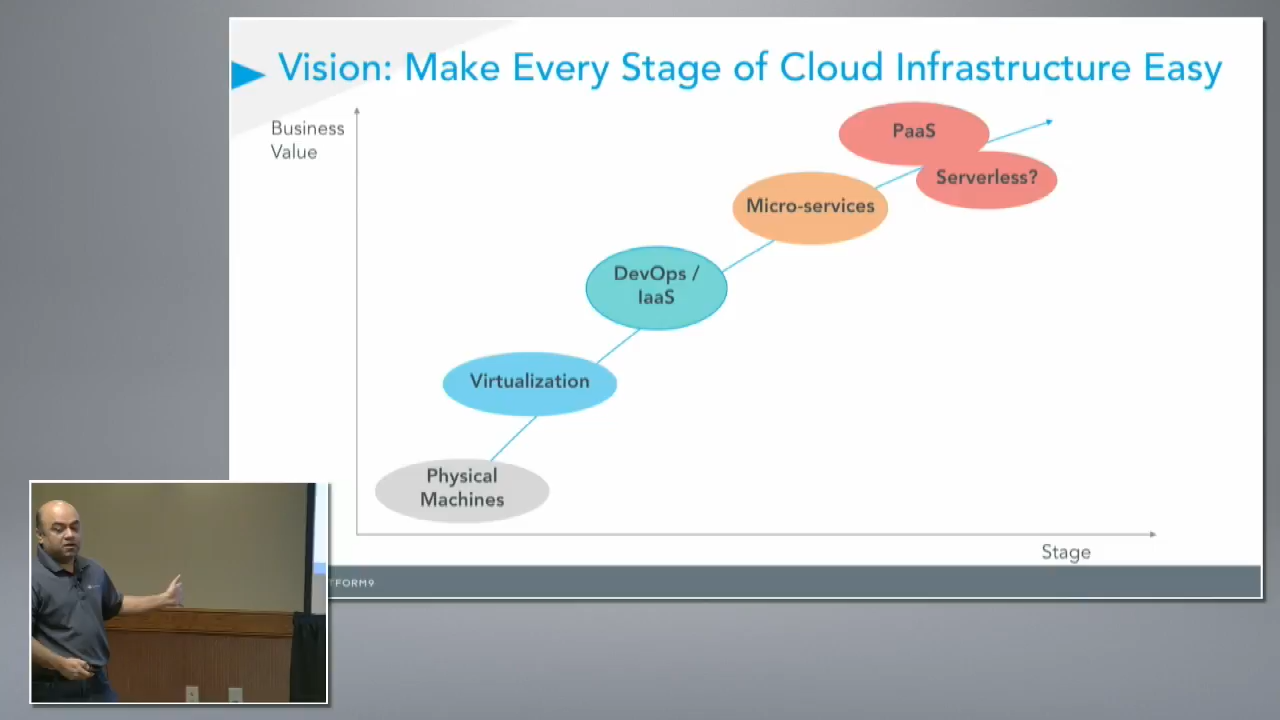 Vision: Make Every Stage of Cloud Infrastructure Easy
Business
Value
PaaS
Serverless?
Micro-services
DevOps /
IaaS
Virtualization
Physical
Machines
Stage
TFORM9